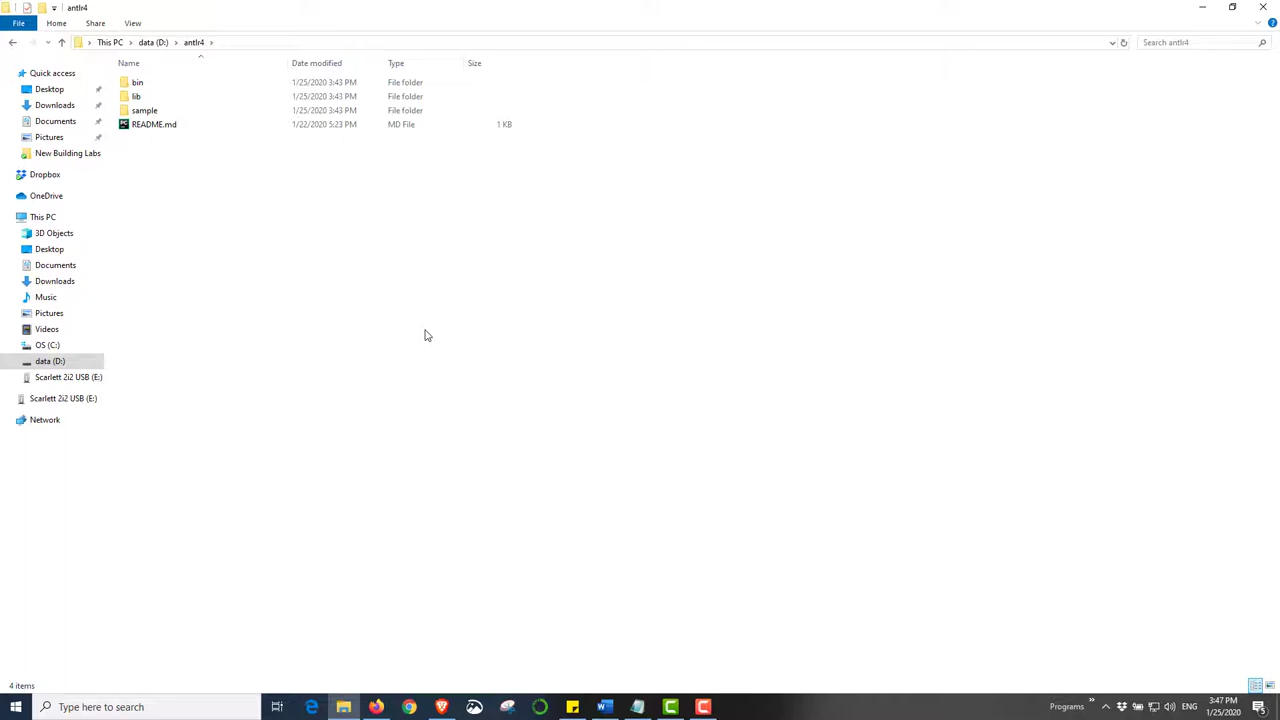 antlr4
File Home Share View
This PC data (D:) antlr4
Search antlr4
Name Date modified Type Size
bin 1/25/2020 3:43 PM File folder
lib 1/25/2020 3:43 PM File folder
sample 1/25/2020 3:43 PM File folder
README.md 1/22/2020 5:23 PM MD File 1 KB
Quick access
Desktop
Downloads
Documents
Pictures
New Building Labs
Dropbox
OneDrive
This PC
3D Objects
Desktop
Documents
Downloads
Music
Pictures
Videos
OS (C:)
data (D:)
Scarlett 2i2 USB (E:)
Scarlett 2i2 USB (E:)
Network
4 items
Type here to search
Programs
ENG
3:47 PM
1/25/2020